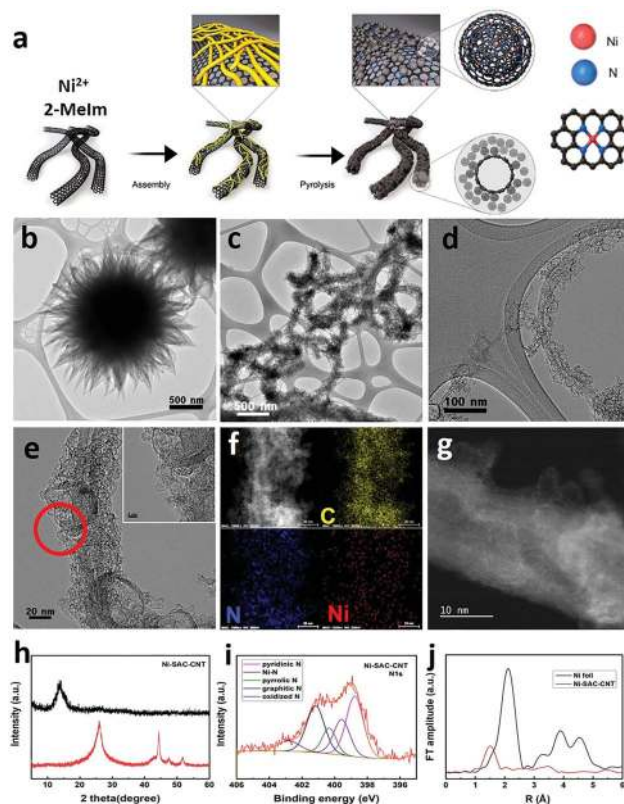 a
Ni²⁺
2-MeIm
Assembly
Pyrolysis
Ni
N
b
500 nm
c
500 nm
d
100 nm
e
20 nm
f
C
N
Ni
g
10 nm
h
Ni-SAC-CNT
Intensity (a.u.)
10 20 30 40 50 60
2 theta(degree)
i
pyridinic N
Ni-N
pyrrolic N
graphitic N
oxidized N
Ni-SAC-CNT
N1s
Intensity (a.u.)
406 404 402 400 398 396
Binding energy (eV)
j
Ni foil
Ni-SAC-CNT
FT amplitude (a.u.)
0 1 2 3 4 5 6
R (Å)